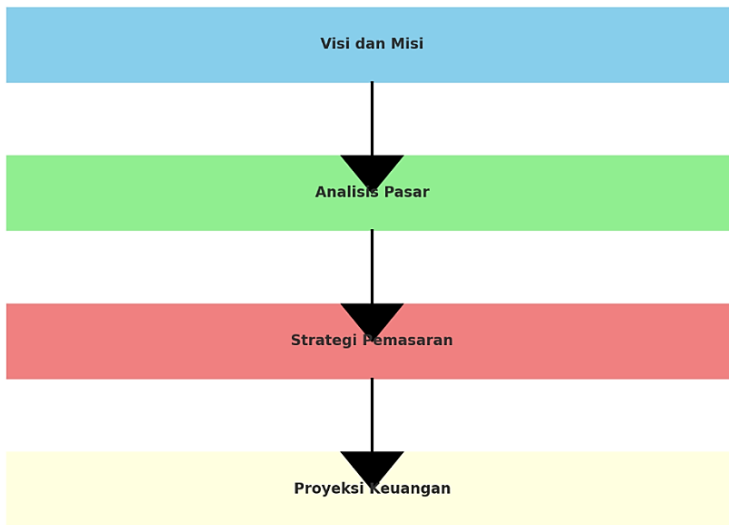 Visi dan Misi
Analisis Pasar
Strategi Pemasaran
Proyeksi Keuangan